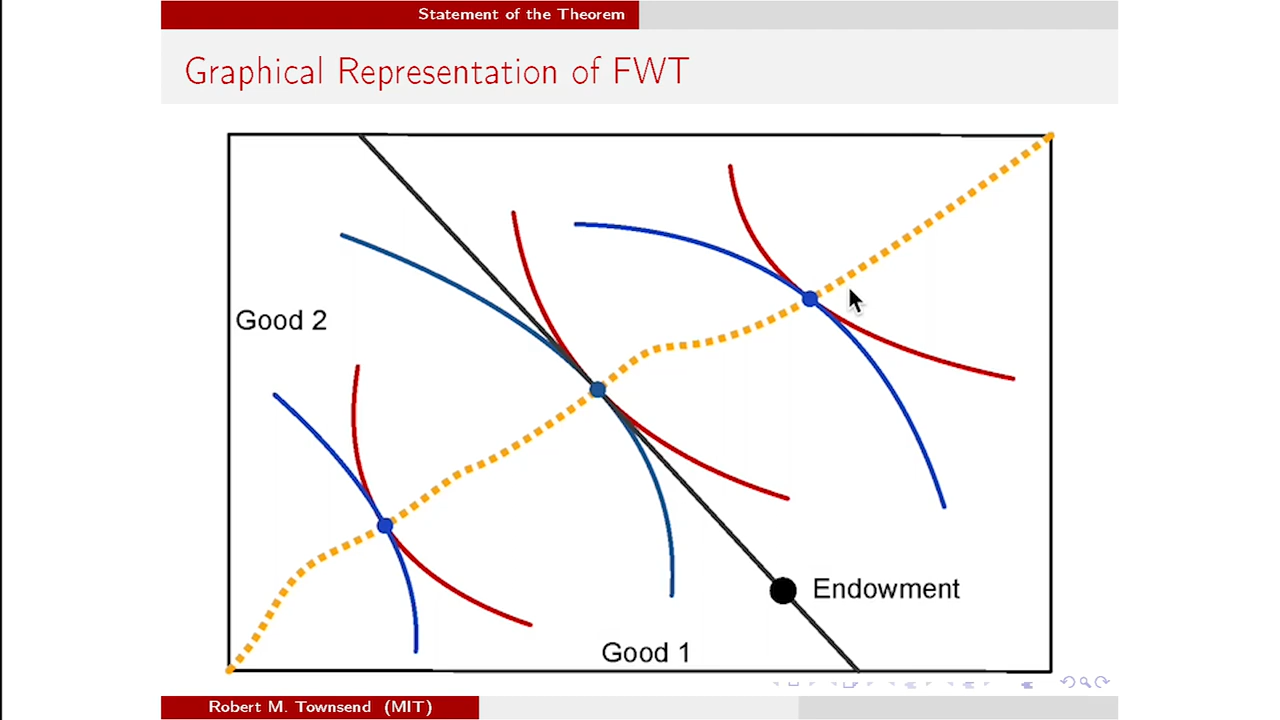 Statement of the Theorem
Graphical Representation of FWT
Good 2
Endowment
Good 1
Robert M. Townsend (MIT)